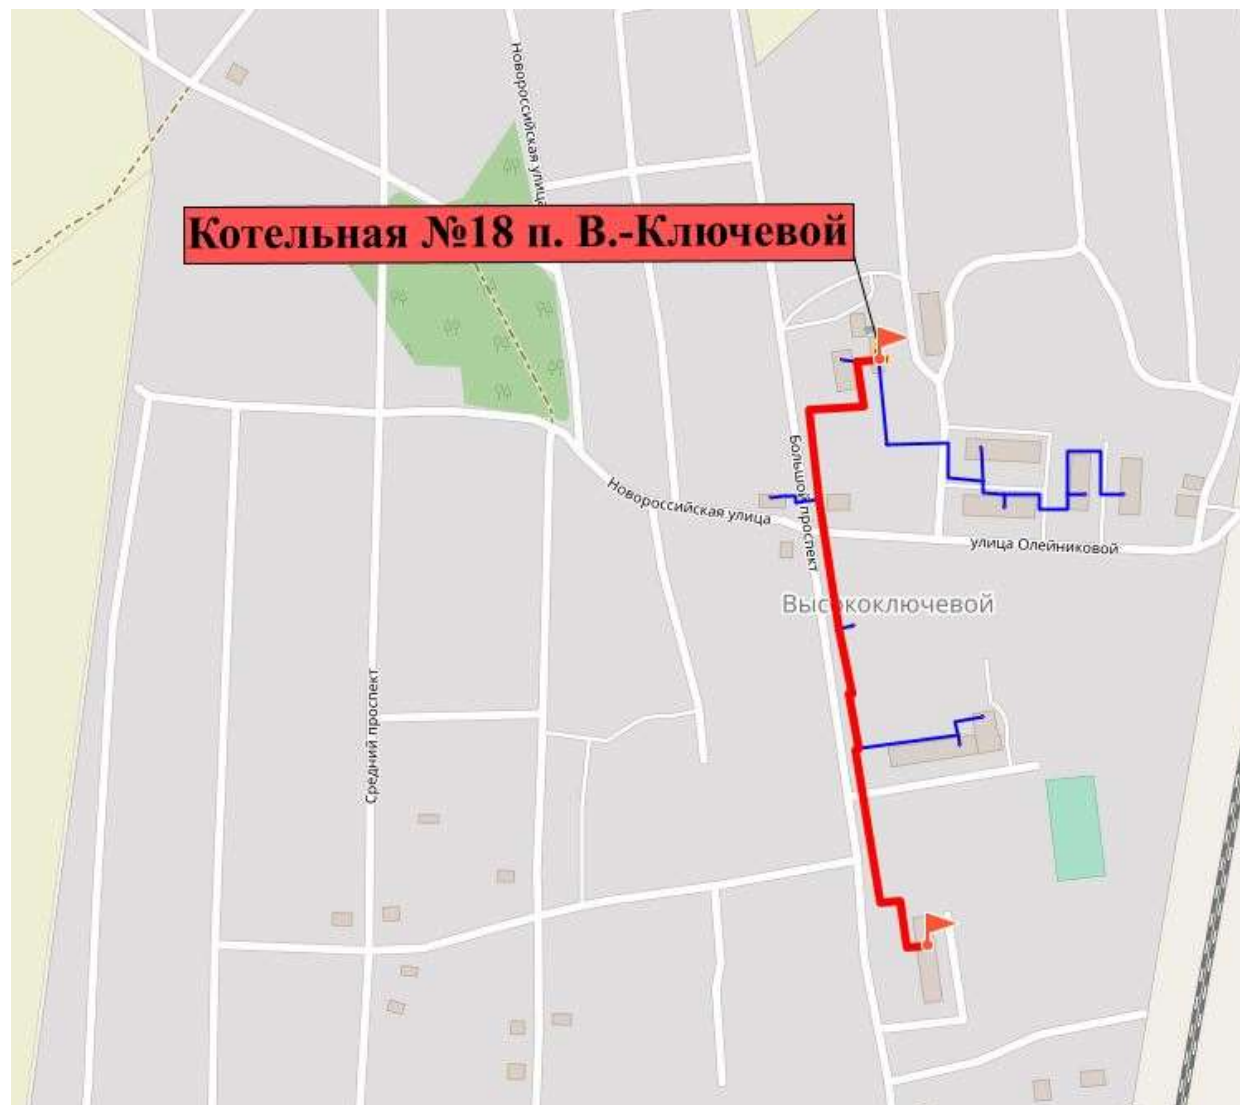 Новороссийская улица
Котельная №18 п. В.-Ключевой
Большой проспект
Новороссийская улица
улица Олейниковой
Высокоключевой
Средний проспект